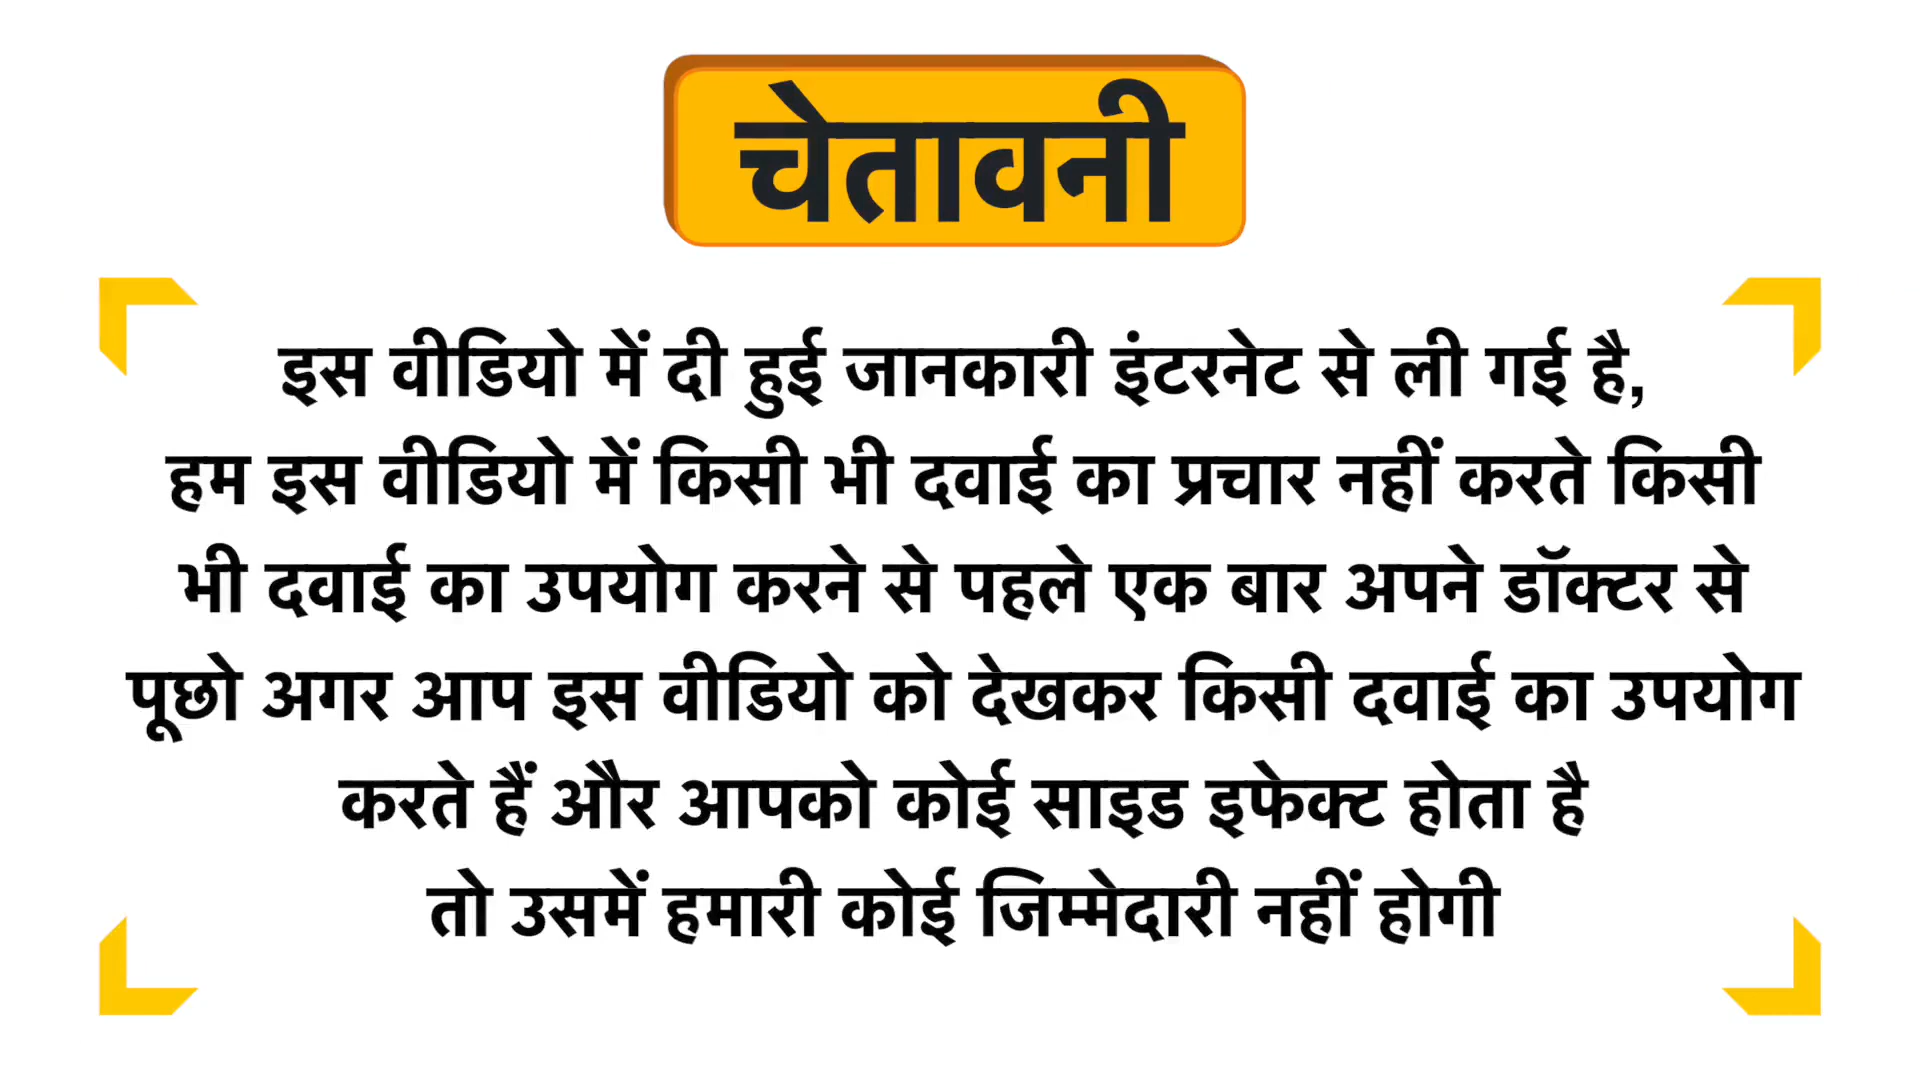 चेतावनी
इस वीडियो में दी हुई जानकारी इंटरनेट से ली गई है,
हम इस वीडियो में किसी भी दवाई का प्रचार नहीं करते किसी
भी दवाई का उपयोग करने से पहले एक बार अपने डॉक्टर से
पूछो अगर आप इस वीडियो को देखकर किसी दवाई का उपयोग
करते हैं और आपको कोई साइड इफेक्ट होता है
तो उसमें हमारी कोई जिम्मेदारी नहीं होगी